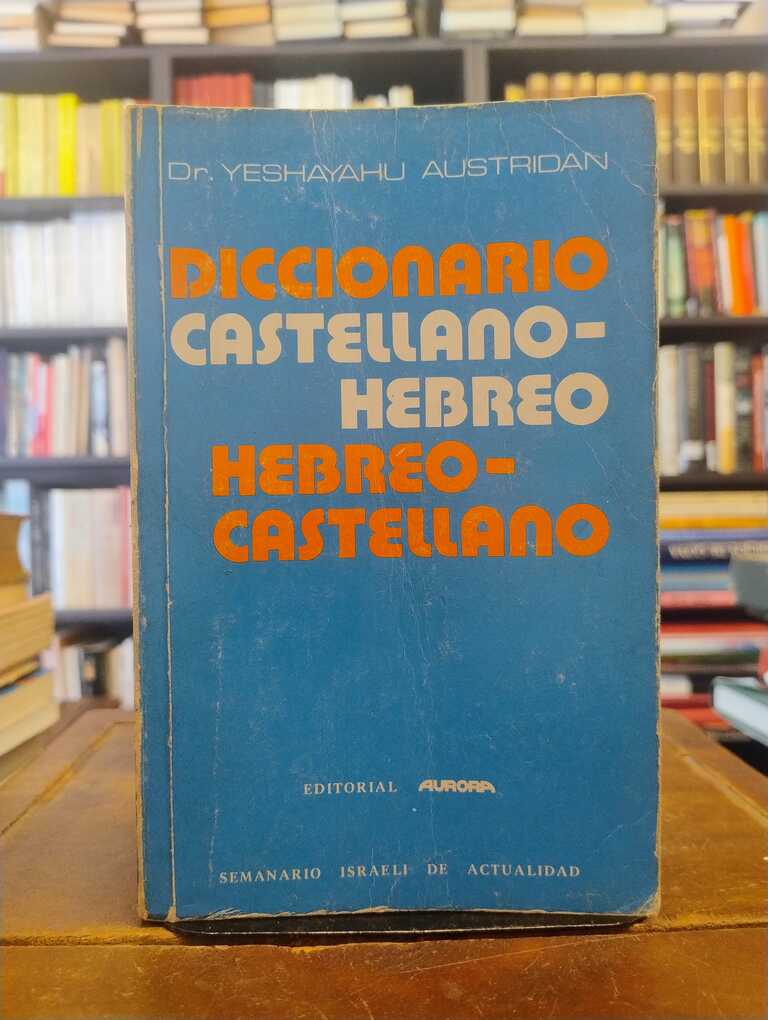 Dr. YESHAYAHU AUSTRIDAN
DICCIONARIO
CASTELLANO-
HEBREO
HEBREO-
CASTELLANO
EDITORIAL AURORA
SEMANARIO ISRAELI DE ACTUALIDAD